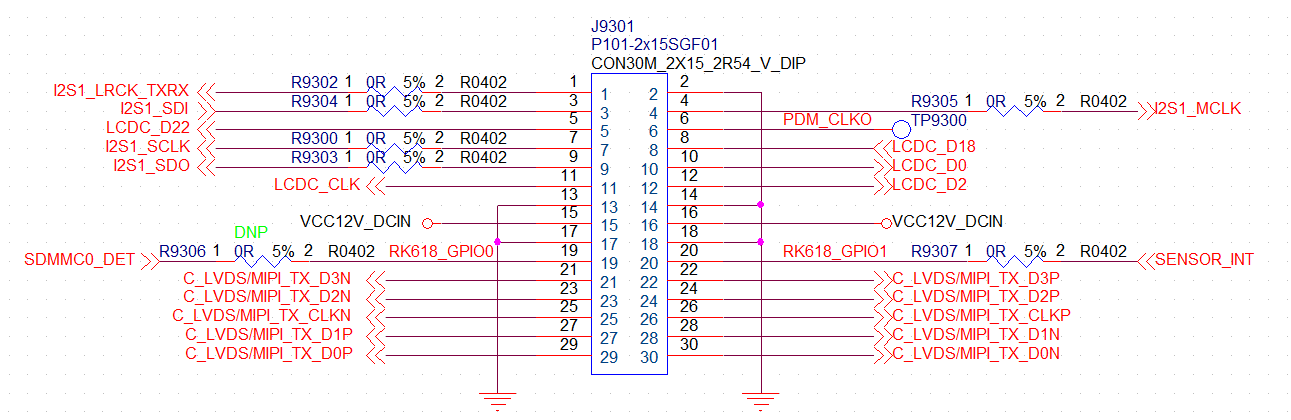 J9301
P101-2x15SGF01
CON30M_2X15_2R54_V_DIP
I2S1_LRCK_TXRX R9302 1 0R 5% 2 R0402 1 1 2 2
I2S1_SDI R9304 1 0R 5% 2 R0402 3 3 4 4 R9305 1 0R 5% 2 R0402 I2S1_MCLK
LCDC_D22 5 5 6 6 PDM_CLKO TP9300
I2S1_SCLK R9300 1 0R 5% 2 R0402 7 7 8 8 LCDC_D18
I2S1_SDO R9303 1 0R 5% 2 R0402 9 9 10 10 LCDC_D0
LCDC_CLK 11 11 12 12 LCDC_D2
13 13 14 14
VCC12V_DCIN 15 15 16 16 VCC12V_DCIN
17 17 18 18
DNP
SDMMC0_DET R9306 1 0R 5% 2 R0402 RK618_GPIO0 19 19 20 20 RK618_GPIO1 R9307 1 0R 5% 2 R0402 SENSOR_INT
C_LVDS/MIPI_TX_D3N 21 21 22 22 C_LVDS/MIPI_TX_D3P
C_LVDS/MIPI_TX_D2N 23 23 24 24 C_LVDS/MIPI_TX_D2P
C_LVDS/MIPI_TX_CLKN 25 25 26 26 C_LVDS/MIPI_TX_CLKP
C_LVDS/MIPI_TX_D1P 27 27 28 28 C_LVDS/MIPI_TX_D1N
C_LVDS/MIPI_TX_D0P 29 29 30 30 C_LVDS/MIPI_TX_D0N